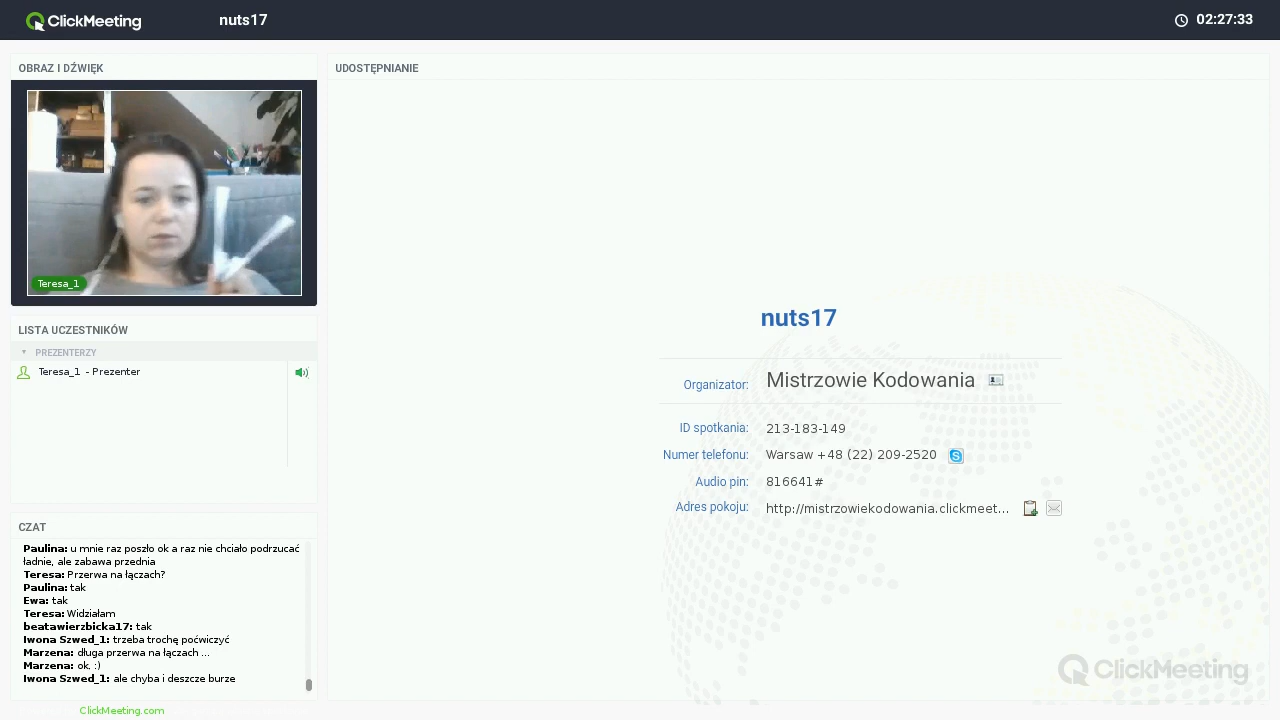 ClickMeeting
nuts17
02:27:33
OBRAZ I DŹWIĘK
Teresa_1
LISTA UCZESTNIKÓW
PREZENTERZY
Teresa_1 - Prezenter
CZAT
Paulina: u mnie raz poszło ok a raz nie chciało podrzucać
ładnie, ale zabawa przednia
Teresa: Przerwa na łączach?
Paulina: tak
Ewa: tak
Teresa: Widziałam
beatawierzbicka17: tak
Iwona Szwed_1: trzeba trochę poćwiczyć
Marzena: długa przerwa na łączach ...
Marzena: ok, :)
Iwona Szwed_1: ale chyba i deszcze burze
ClickMeeting.com
UDOSTĘPNIANIE
nuts17
Organizator: Mistrzowie Kodowania
ID spotkania: 213-183-149
Numer telefonu: Warsaw +48 (22) 209-2520
Audio pin: 816641#
Adres pokoju: http://mistrzowiekodowania.clickmeet...
ClickMeeting